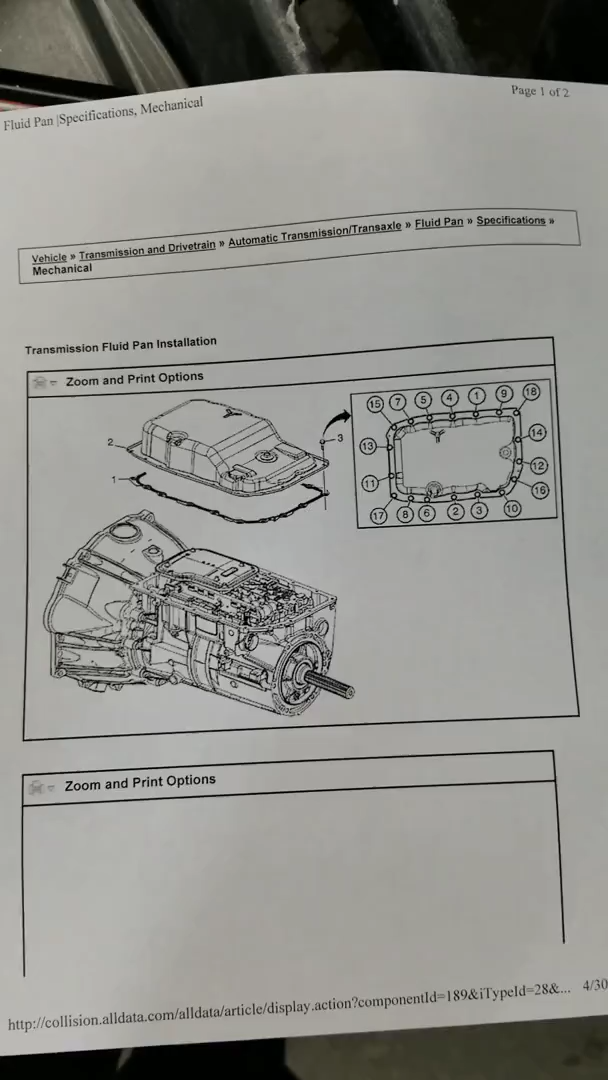 Fluid Pan |Specifications, Mechanical
Page 1 of 2
Vehicle » Transmission and Drivetrain » Automatic Transmission/Transaxle » Fluid Pan » Specifications »
Mechanical
Transmission Fluid Pan Installation
Zoom and Print Options
15 7 5 4 1 9 18
2
3
13
14
1
12
11
16
17 8 6 2 3 10
Zoom and Print Options
http://collision.alldata.com/alldata/article/display.action?componentId=189&iTypeId=28&... 4/30